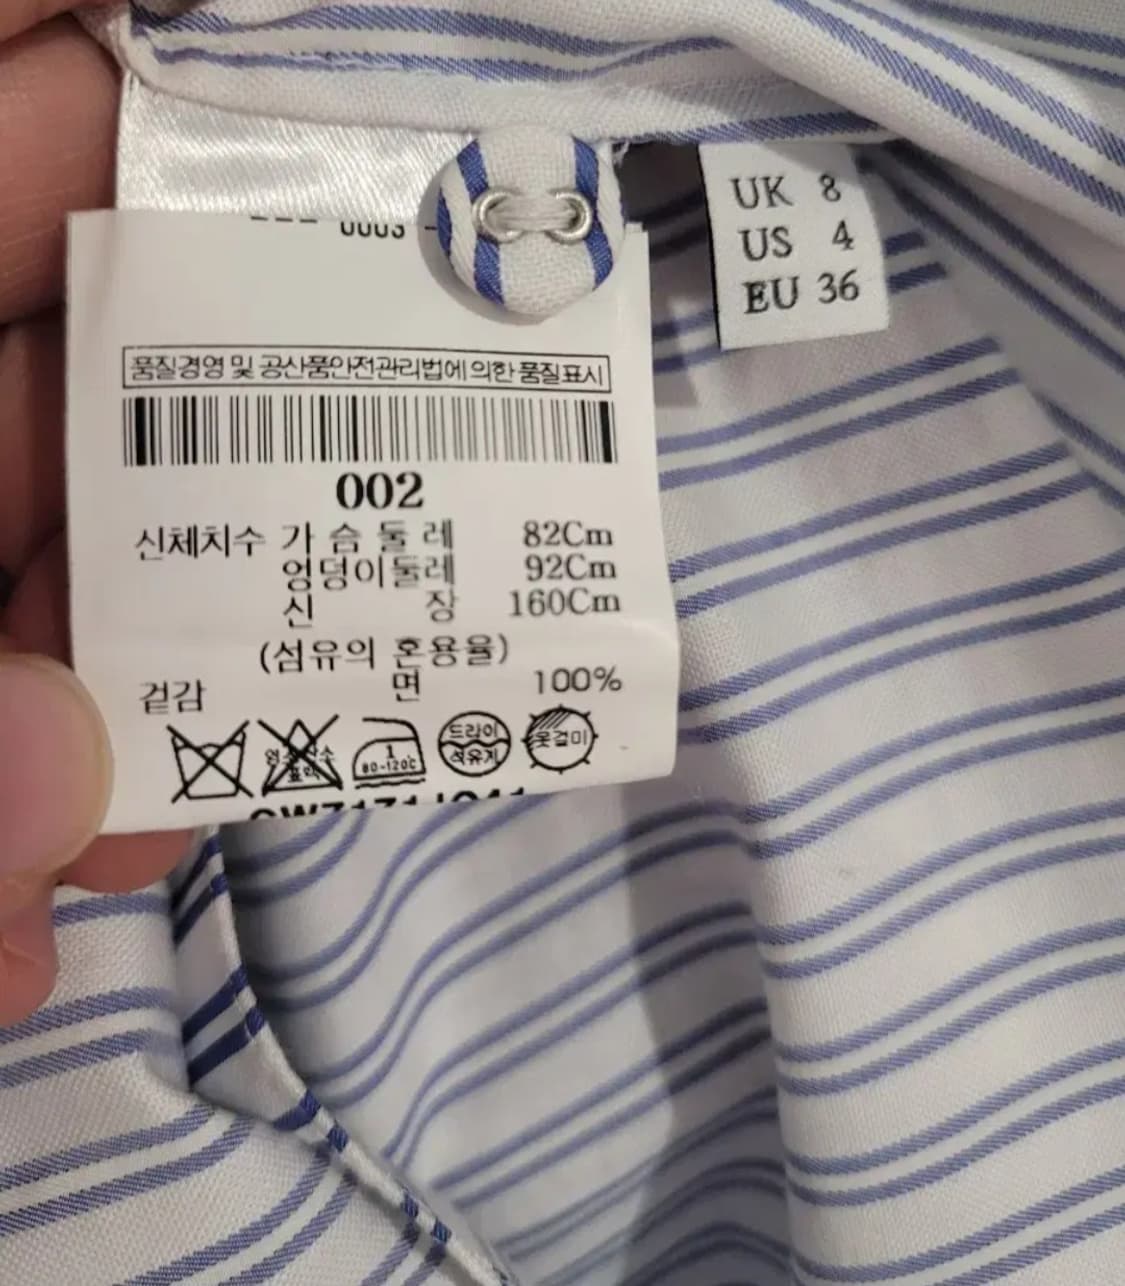 UK 8
US 4
EU 36
0003
품질경영 및 공산품안전관리법에 의한 품질표시
002
신체치수 가 슴 둘 레 82Cm
엉덩이둘레 92Cm
신 장 160Cm
(섬유의 혼용율)
겉감 면 100%
1
80-120℃
드라이
석유계
옷걸이